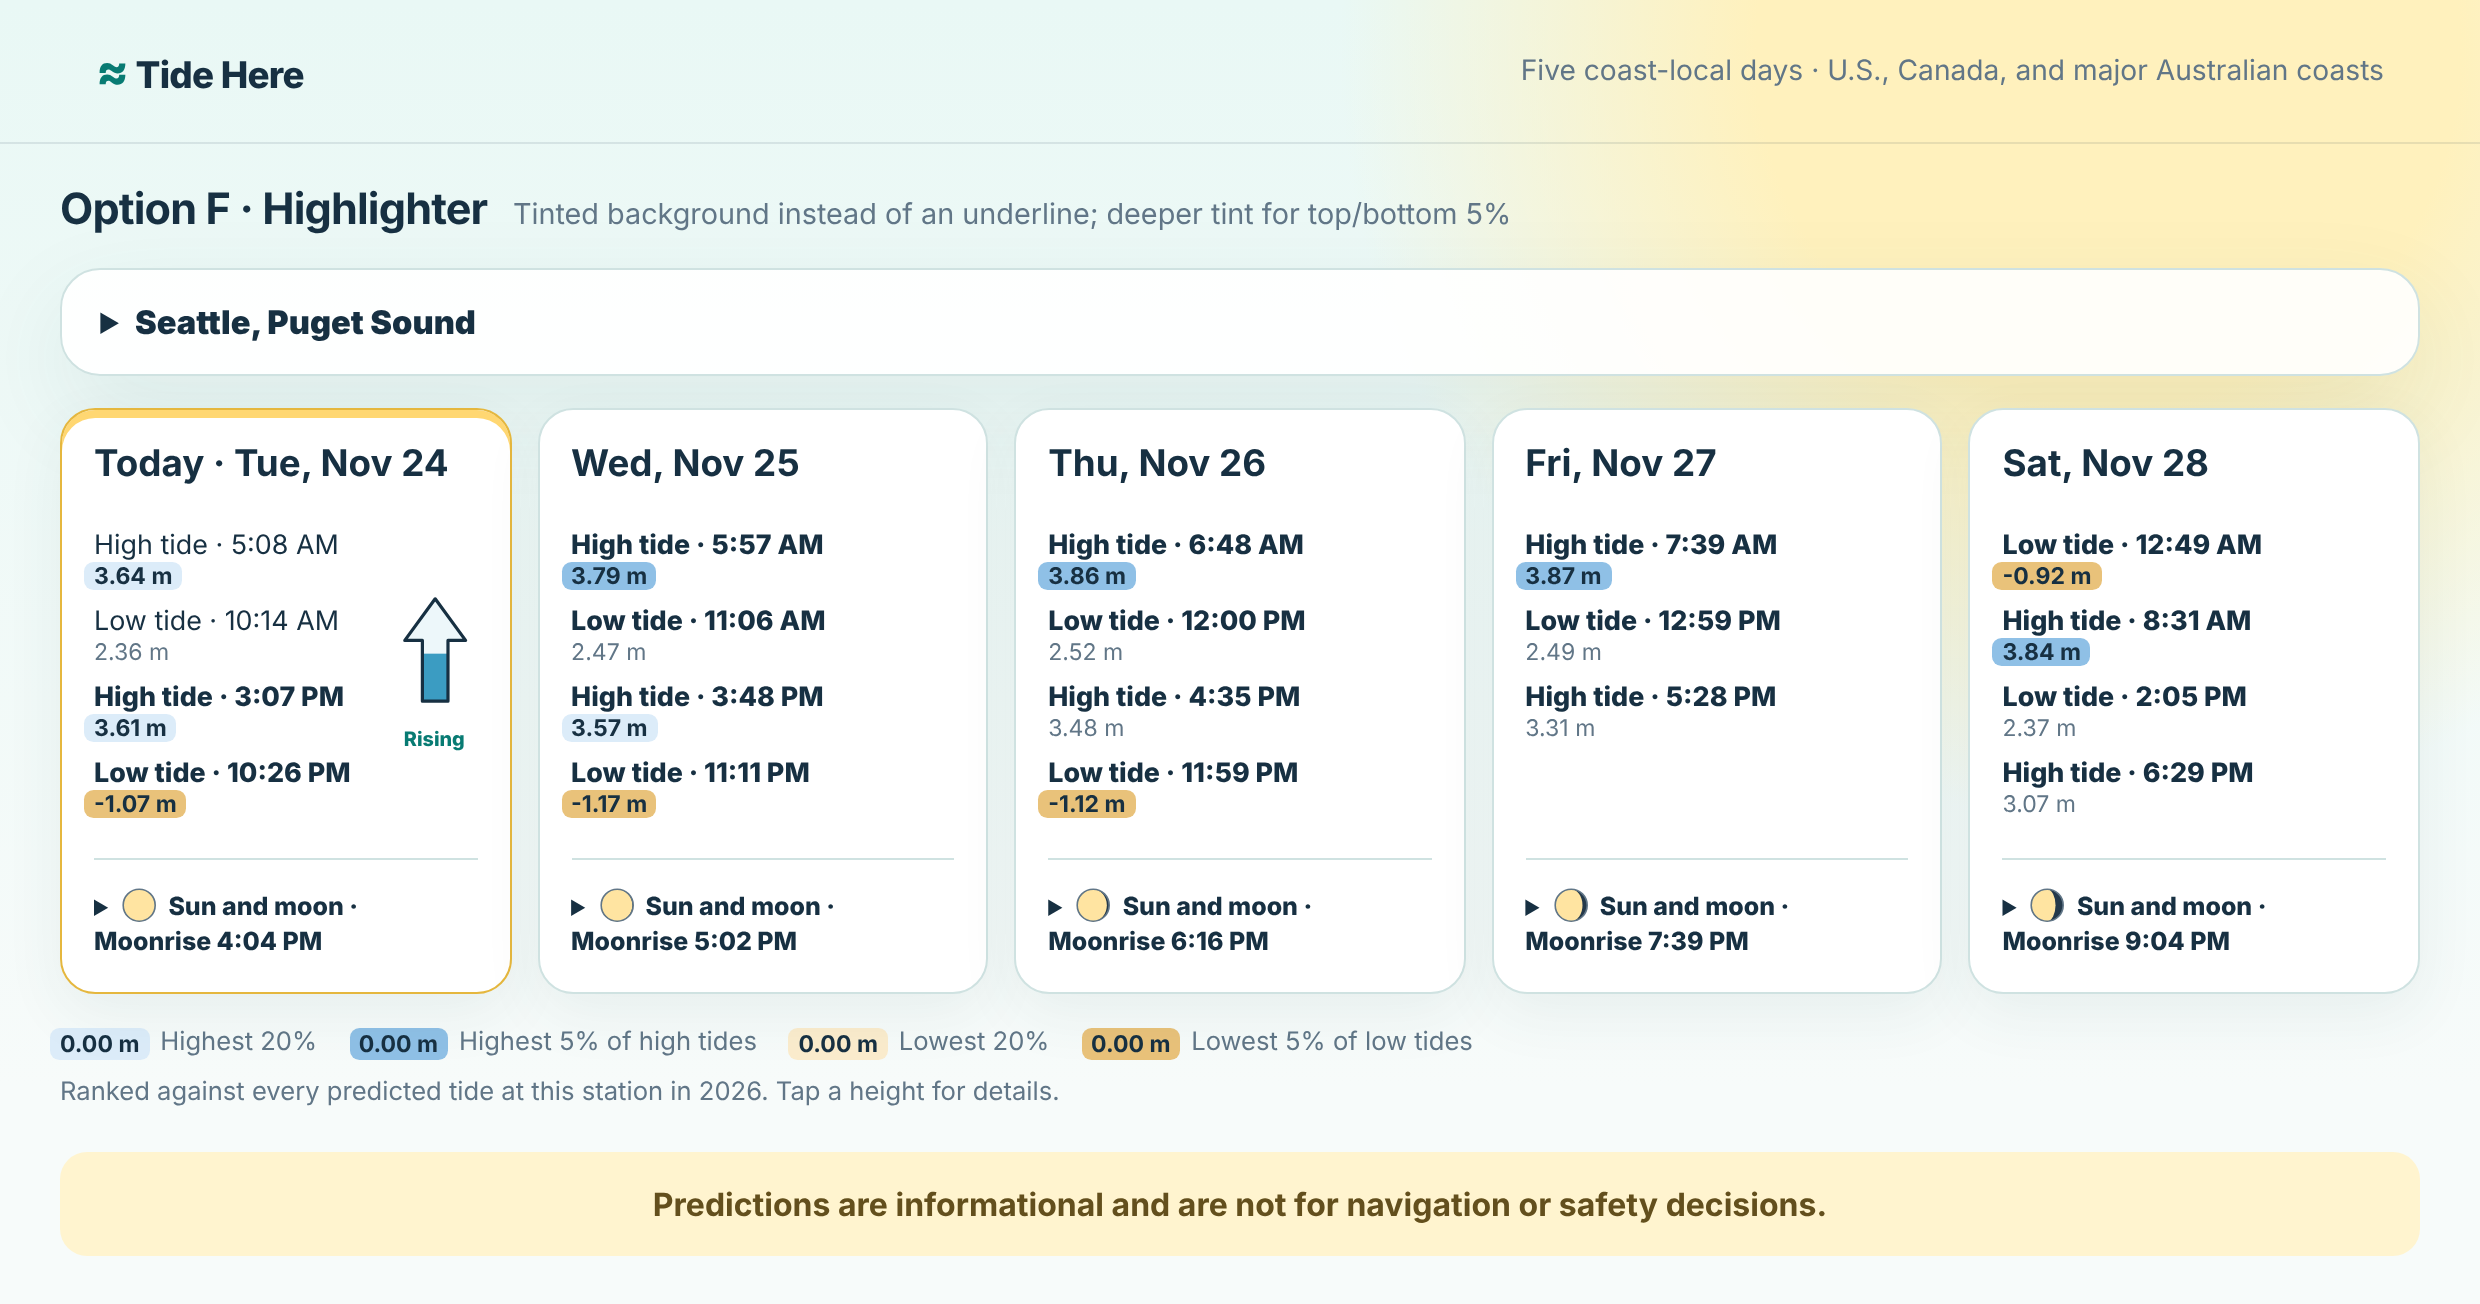 ≈ Tide Here
Five coast-local days · U.S., Canada, and major Australian coasts
Option F · Highlighter Tinted background instead of an underline; deeper tint for top/bottom 5%
▶ Seattle, Puget Sound
Today · Tue, Nov 24
High tide · 5:08 AM
3.64 m
Low tide · 10:14 AM
2.36 m
High tide · 3:07 PM
3.61 m
Low tide · 10:26 PM
-1.07 m
Rising
▶ Sun and moon ·
Moonrise 4:04 PM
Wed, Nov 25
High tide · 5:57 AM
3.79 m
Low tide · 11:06 AM
2.47 m
High tide · 3:48 PM
3.57 m
Low tide · 11:11 PM
-1.17 m
▶ Sun and moon ·
Moonrise 5:02 PM
Thu, Nov 26
High tide · 6:48 AM
3.86 m
Low tide · 12:00 PM
2.52 m
High tide · 4:35 PM
3.48 m
Low tide · 11:59 PM
-1.12 m
▶ Sun and moon ·
Moonrise 6:16 PM
Fri, Nov 27
High tide · 7:39 AM
3.87 m
Low tide · 12:59 PM
2.49 m
High tide · 5:28 PM
3.31 m
▶ Sun and moon ·
Moonrise 7:39 PM
Sat, Nov 28
Low tide · 12:49 AM
-0.92 m
High tide · 8:31 AM
3.84 m
Low tide · 2:05 PM
2.37 m
High tide · 6:29 PM
3.07 m
▶ Sun and moon ·
Moonrise 9:04 PM
0.00 m Highest 20% 0.00 m Highest 5% of high tides 0.00 m Lowest 20% 0.00 m Lowest 5% of low tides
Ranked against every predicted tide at this station in 2026. Tap a height for details.
Predictions are informational and are not for navigation or safety decisions.